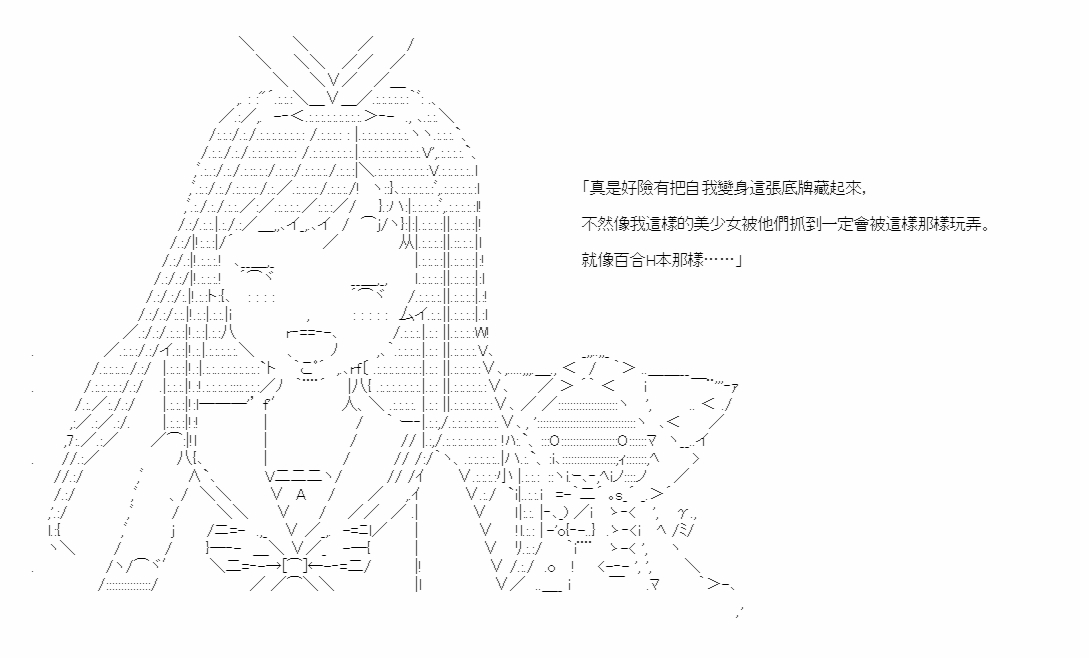 「真是好險有把自我變身這張底牌藏起來，
不然像我這樣的美少女被他們抓到一定會被這樣那樣玩弄。
就像百合H本那樣……」